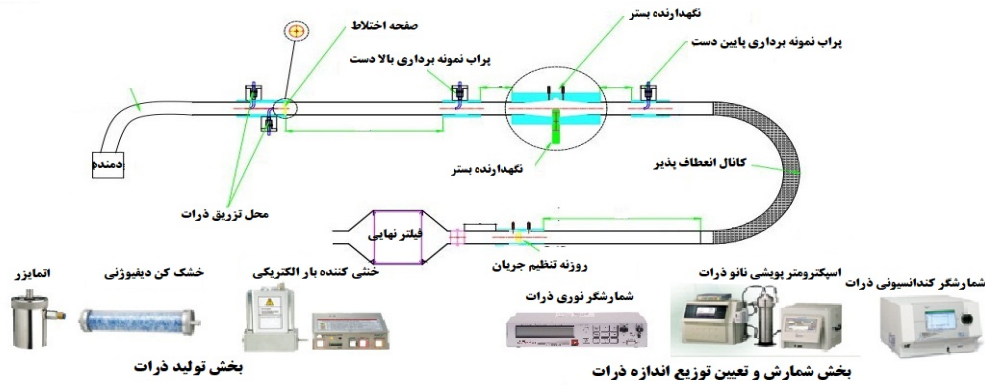 نگهدارنده بستر
صفحه اختلاط
پراب نمونه برداری پایین دست
پراب نمونه برداری بالا دست
دمنده
نگهدارنده بستر
کانال انعطاف پذیر
محل تزریق ذرات
فیلتر نهایی
روزنه تنظیم جریان
اتمایزر
خشک کن دیفیوژنی
خنثی کننده بار الکتریکی
شمارشگر نوری ذرات
اسپکترومتر پویشی نانو ذرات
شمارشگر کندانسیونی ذرات
بخش تولید ذرات
بخش شمارش و تعیین توزیع اندازه ذرات